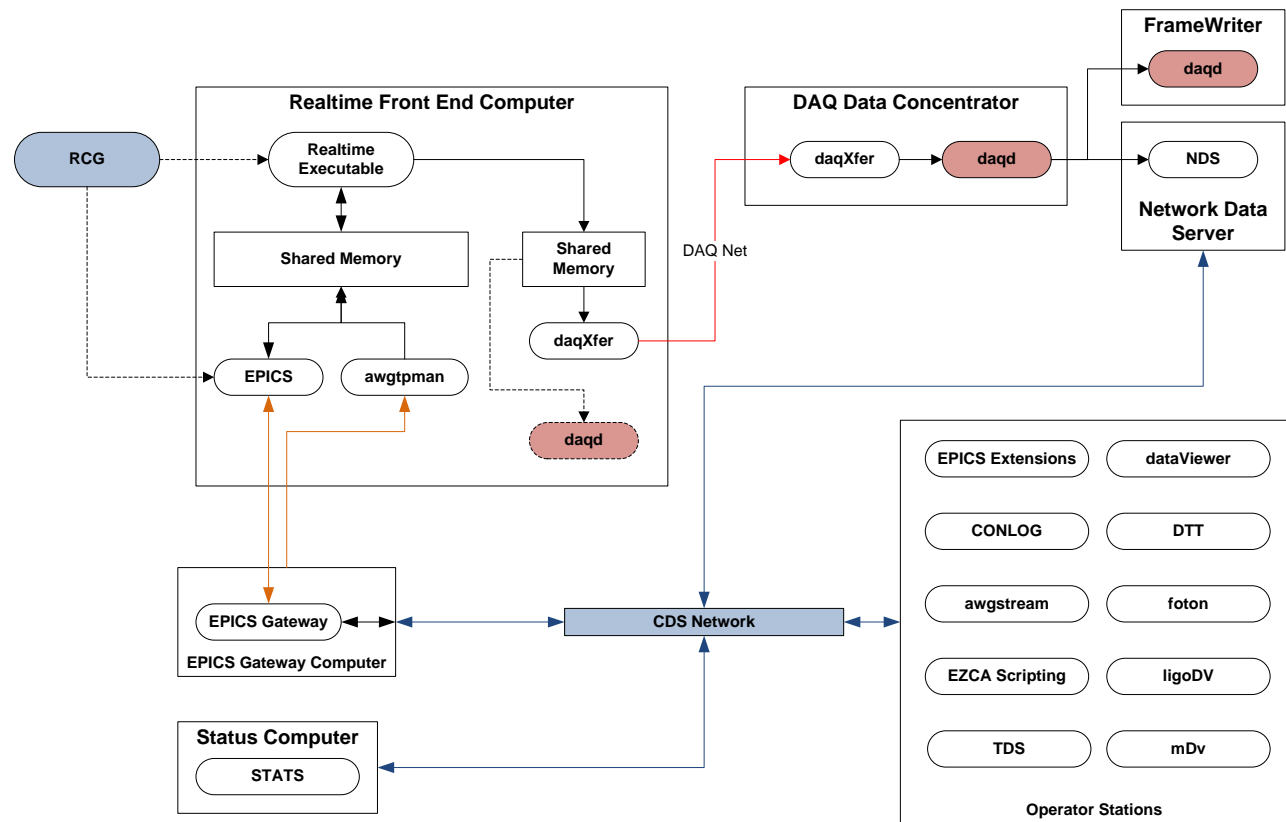 FrameWriter
daqd
Realtime Front End Computer
DAQ Data Concentrator
RCG
Realtime
Executable
daqXfer
daqd
NDS
Network Data
Server
Shared Memory
Shared
Memory
DAQ Net
daqXfer
EPICS
awgtpman
daqd
EPICS Extensions
dataViewer
CONLOG
DTT
awgstream
foton
EZCA Scripting
ligoDV
TDS
mDv
Operator Stations
EPICS Gateway
EPICS Gateway Computer
CDS Network
Status Computer
STATS